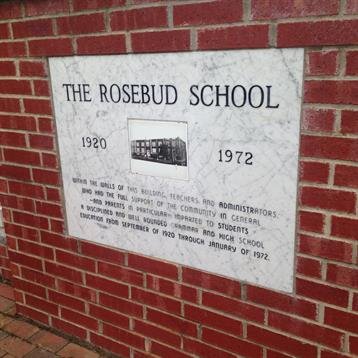 THE ROSEBUD SCHOOL
1920
1972
WITHIN THE WALLS OF THIS BUILDING, TEACHERS AND ADMINISTRATORS,
WHO HAD THE FULL SUPPORT OF THE COMMUNITY IN GENERAL
-AND PARENTS IN PARTICULAR- IMPARTED TO STUDENTS
A DISCIPLINED AND WELL ROUNDED GRAMMAR AND HIGH SCHOOL
EDUCATION FROM SEPTEMBER OF 1920 THROUGH JANUARY OF 1972.